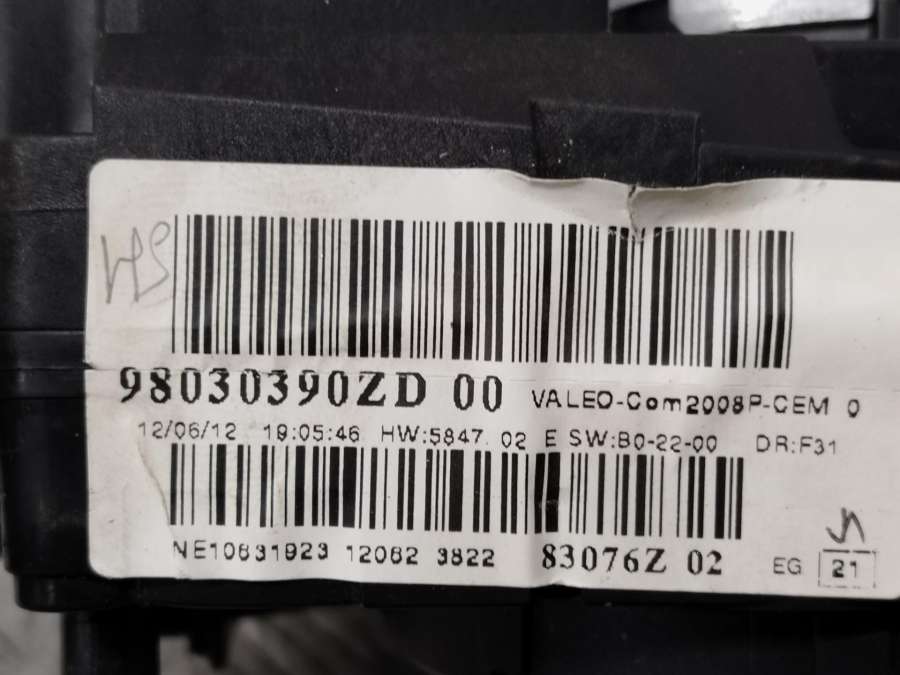 98030390ZD 00 VALEO-Com2008P-CEM 0
12/06/12 19:05:46 HW:5847.02 E SW:80-22-00 DR:F31
NE10631923 12062 3822 83076Z 02 EG 21